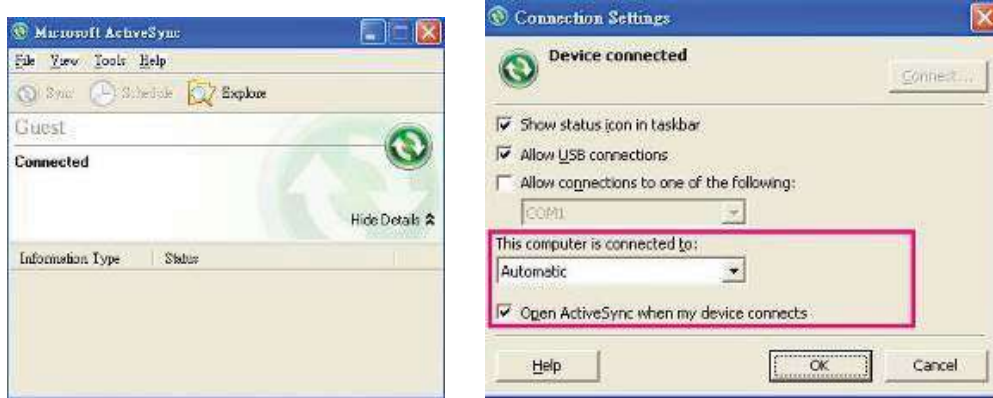 Microsoft ActiveSync
File View Tools Help
Sync Schedule Explore
Guest
Connected
Hide Details
Information Type Status
Connection Settings
Device connected
Connect...
Show status icon in taskbar
Allow USB connections
Allow connections to one of the following:
COM1
This computer is connected to:
Automatic
Open ActiveSync when my device connects
Help OK Cancel